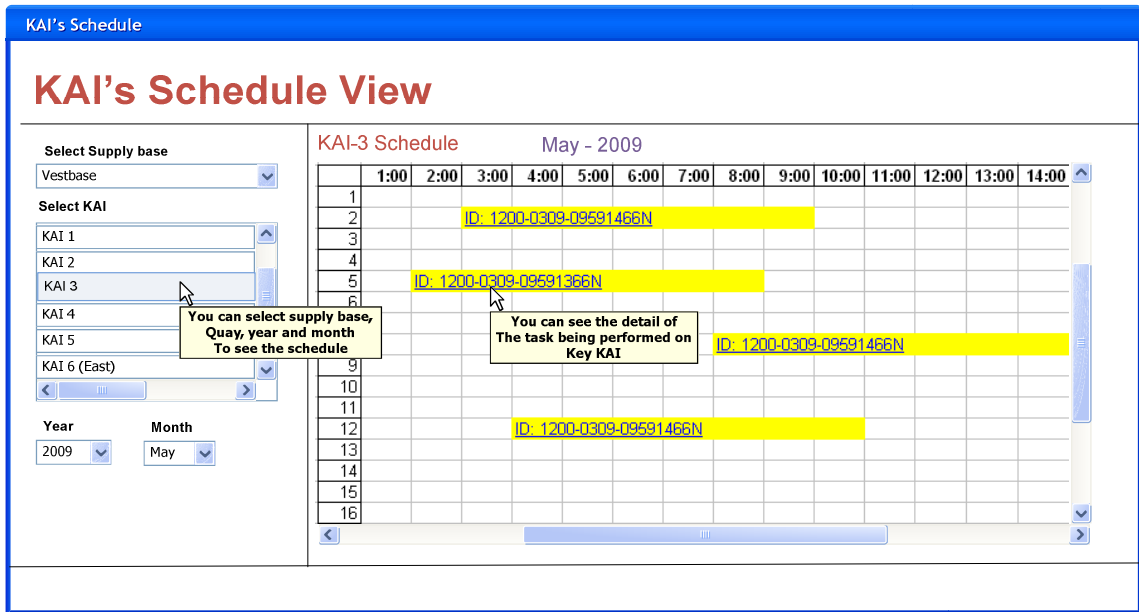 KAI's Schedule
KAI's Schedule View
Select Supply base
Vestbase
Select KAI
KAI 1
KAI 2
KAI 3
KAI 4
KAI 5
KAI 6 (East)
You can select supply base,
Quay, year and month
To see the schedule
Year
Month
2009
May
KAI-3 Schedule
May - 2009
1:00 2:00 3:00 4:00 5:00 6:00 7:00 8:00 9:00 10:00 11:00 12:00 13:00 14:00
1
2 ID: 1200-0309-09591466N
3
4
5 ID: 1200-0309-09591366N
6
You can see the detail of
The task being performed on
Key KAI
ID: 1200-0309-09591466N
9
10
11
12 ID: 1200-0309-09591466N
13
14
15
16